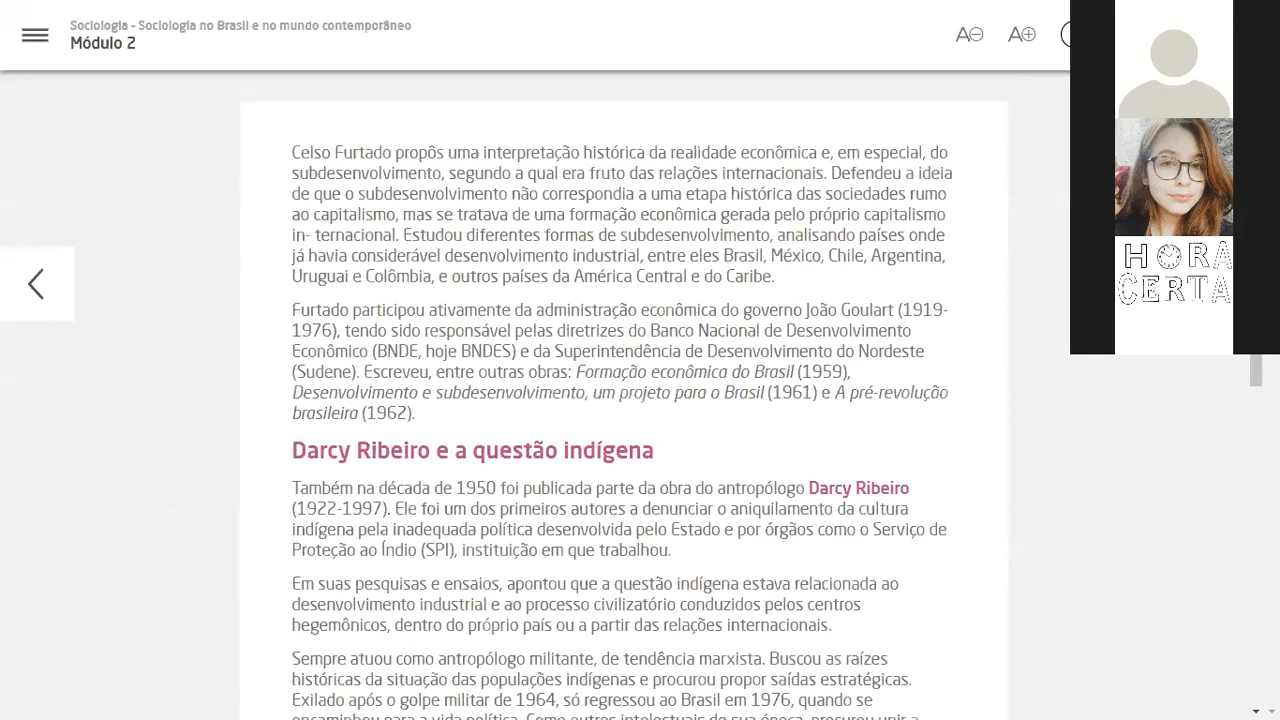 Sociologia - Sociologia no Brasil e no mundo contemporâneo
Módulo 2
A
A
Celso Furtado propôs uma interpretação histórica da realidade econômica e, em especial, do
subdesenvolvimento, segundo a qual era fruto das relações internacionais. Defendeu a ideia
de que o subdesenvolvimento não correspondia a uma etapa histórica das sociedades rumo
ao capitalismo, mas se tratava de uma formação econômica gerada pelo próprio capitalismo
in- ternacional. Estudou diferentes formas de subdesenvolvimento, analisando países onde
já havia considerável desenvolvimento industrial, entre eles Brasil, México, Chile, Argentina,
Uruguai e Colômbia, e outros países da América Central e do Caribe.
Furtado participou ativamente da administração econômica do governo João Goulart (1919-
1976), tendo sido responsável pelas diretrizes do Banco Nacional de Desenvolvimento
Econômico (BNDE, hoje BNDES) e da Superintendência de Desenvolvimento do Nordeste
(Sudene). Escreveu, entre outras obras: Formação econômica do Brasil (1959),
Desenvolvimento e subdesenvolvimento, um projeto para o Brasil (1961) e A pré-revolução
brasileira (1962).
Darcy Ribeiro e a questão indígena
Também na década de 1950 foi publicada parte da obra do antropólogo Darcy Ribeiro
(1922-1997). Ele foi um dos primeiros autores a denunciar o aniquilamento da cultura
indígena pela inadequada política desenvolvida pelo Estado e por órgãos como o Serviço de
Proteção ao Índio (SPI), instituição em que trabalhou.
Em suas pesquisas e ensaios, apontou que a questão indígena estava relacionada ao
desenvolvimento industrial e ao processo civilizatório conduzidos pelos centros
hegemônicos, dentro do próprio país ou a partir das relações internacionais.
Sempre atuou como antropólogo militante, de tendência marxista. Buscou as raízes
históricas da situação das populações indígenas e procurou propor saídas estratégicas.
Exilado após o golpe militar de 1964, só regressou ao Brasil em 1976, quando se
encaminhou para a vida política. Como outros intelectuais de sua época, procurou unir a
HORA
CERTA